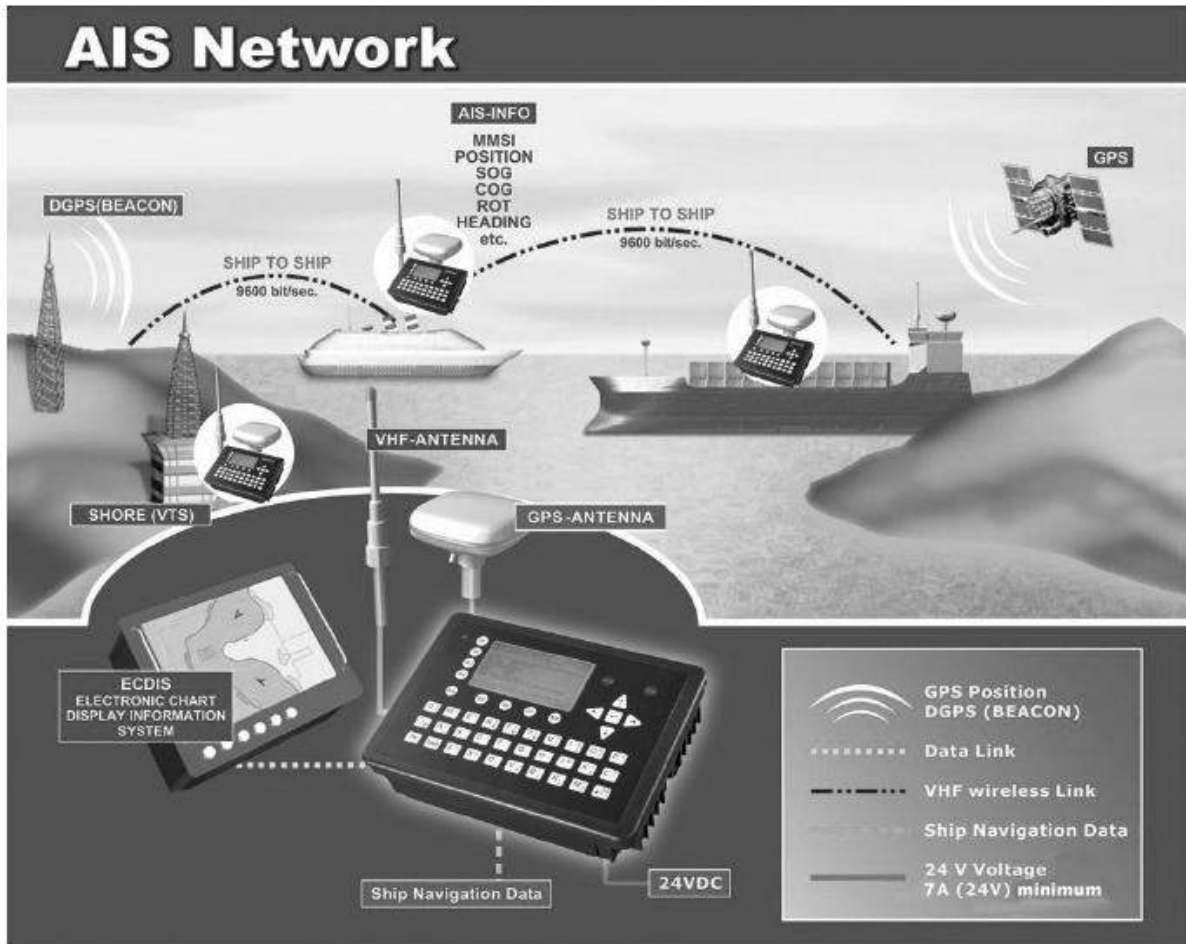 AIS Network
AIS-INFO
MMSI
POSITION
SOG
COG
ROT
HEADING
etc.
GPS
DGPS(BEACON)
SHIP TO SHIP
9600 bit/sec.
SHIP TO SHIP
9600 bit/sec.
VHF-ANTENNA
SHORE (VTS)
GPS-ANTENNA
ECDIS
ELECTRONIC CHART
DISPLAY INFORMATION
SYSTEM
Ship Navigation Data
24VDC
GPS Position
DGPS (BEACON)
Data Link
VHF wireless Link
Ship Navigation Data
24 V Voltage
7A (24V) minimum